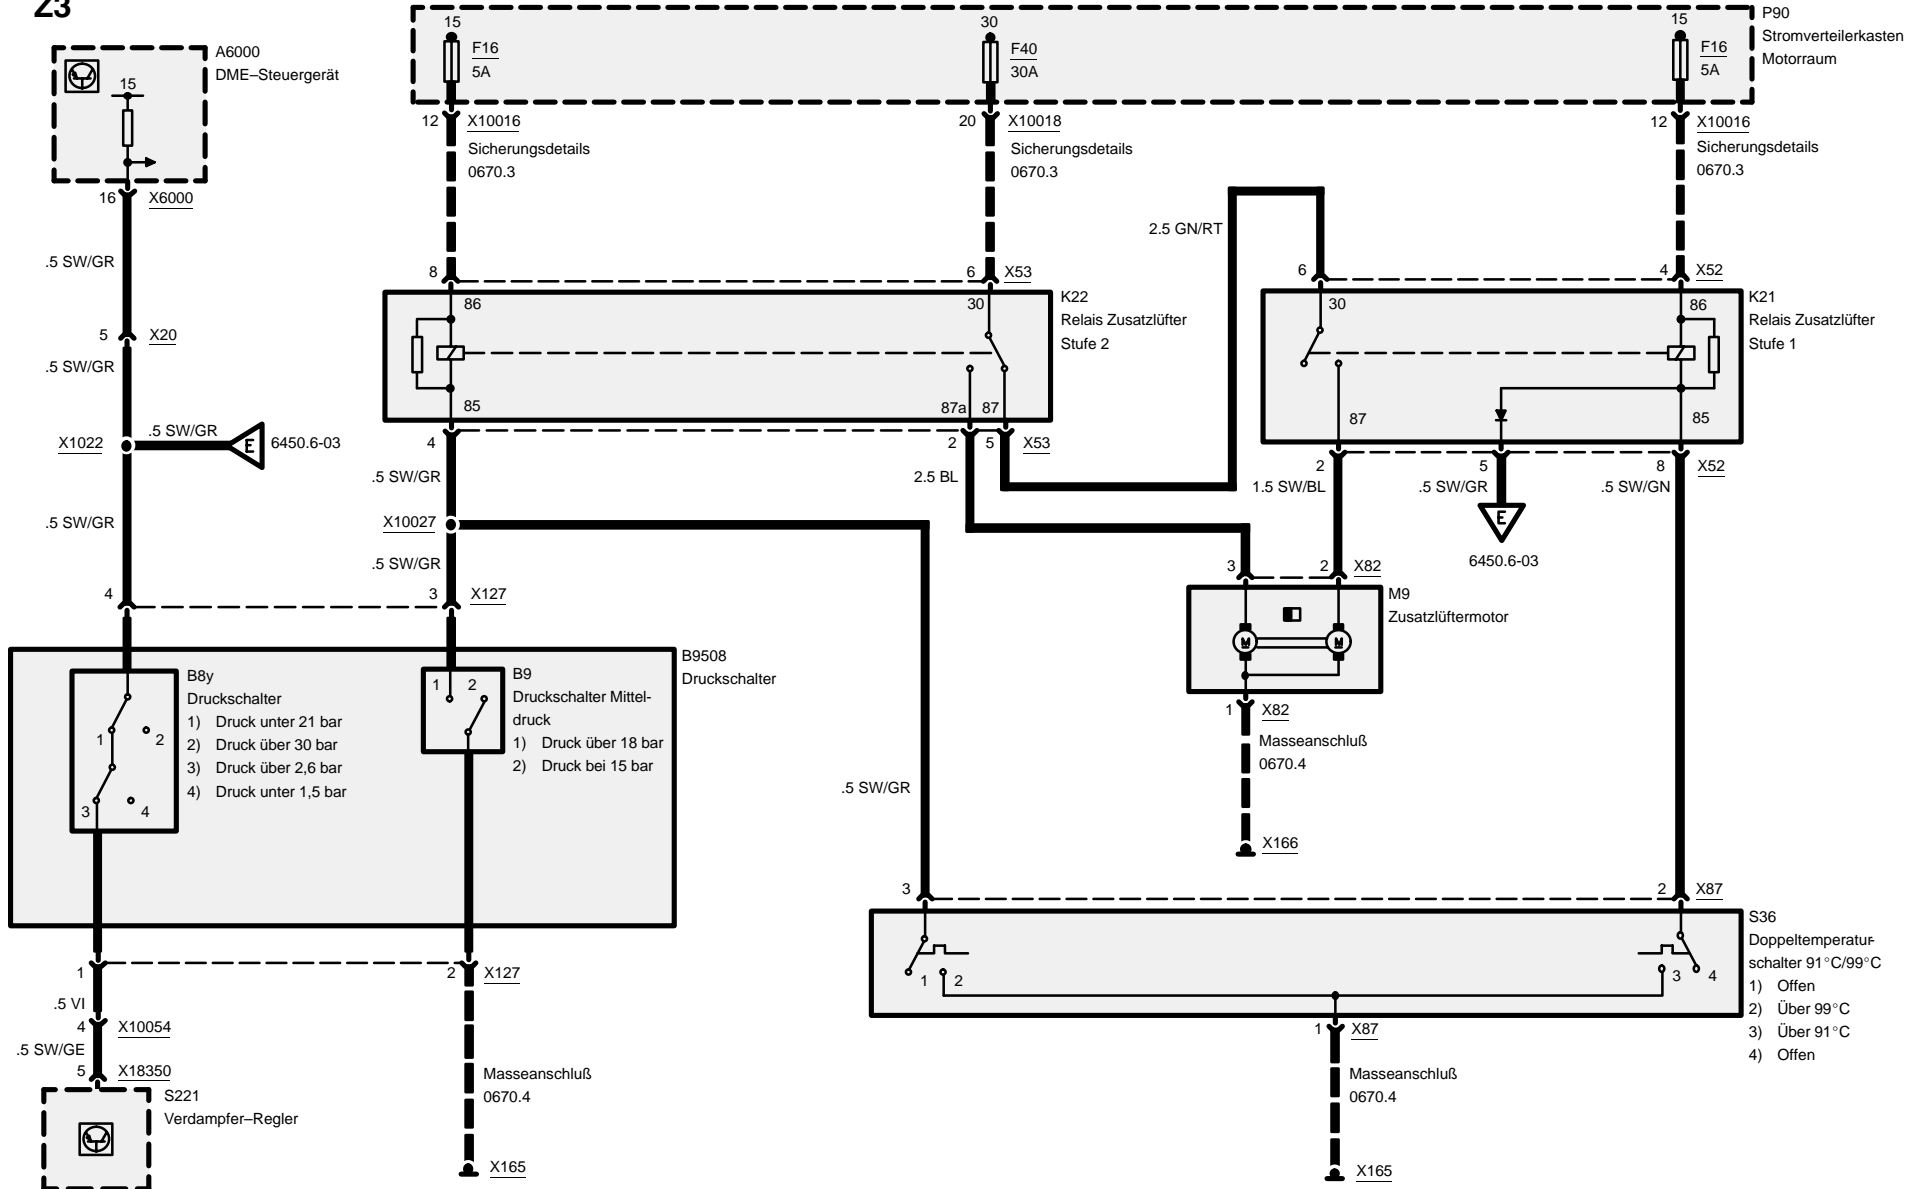 Z3
A6000
DME–Steuergerät
15
16
X6000
.5 SW/GR
5
X20
.5 SW/GR
X1022
.5 SW/GR
E
6450.6-03
.5 SW/GR
4
15
F16
5A
30
F40
30A
15
F16
5A
P90
Stromverteilerkasten
Motorraum
12
X10016
Sicherungsdetails
0670.3
20
X10018
Sicherungsdetails
0670.3
12
X10016
Sicherungsdetails
0670.3
2.5 GN/RT
8
6
X53
86
30
K22
Relais Zusatzlüfter
Stufe 2
85
87a
87
4
2
5
X53
6
4
X52
30
86
K21
Relais Zusatzlüfter
Stufe 1
87
85
2
5
8
X52
.5 SW/GR
2.5 BL
1.5 SW/BL
.5 SW/GR
.5 SW/GN
E
6450.6-03
X10027
.5 SW/GR
3
X127
3
2
X82
M9
Zusatzlüftermotor
M
M
1
X82
Masseanschluß
0670.4
X166
B9508
Druckschalter
B8y
Druckschalter
1) Druck unter 21 bar
2) Druck über 30 bar
3) Druck über 2,6 bar
4) Druck unter 1,5 bar
1
2
3
4
B9
Druckschalter Mittel-
druck
1) Druck über 18 bar
2) Druck bei 15 bar
1
2
.5 SW/GR
1
2
X127
.5 VI
4
X10054
.5 SW/GE
5
X18350
S221
Verdampfer–Regler
Masseanschluß
0670.4
X165
3
2
X87
S36
Doppeltemperatur-
schalter 91°C/99°C
1) Offen
2) Über 99°C
3) Über 91°C
4) Offen
1
2
3
4
1
X87
Masseanschluß
0670.4
X165